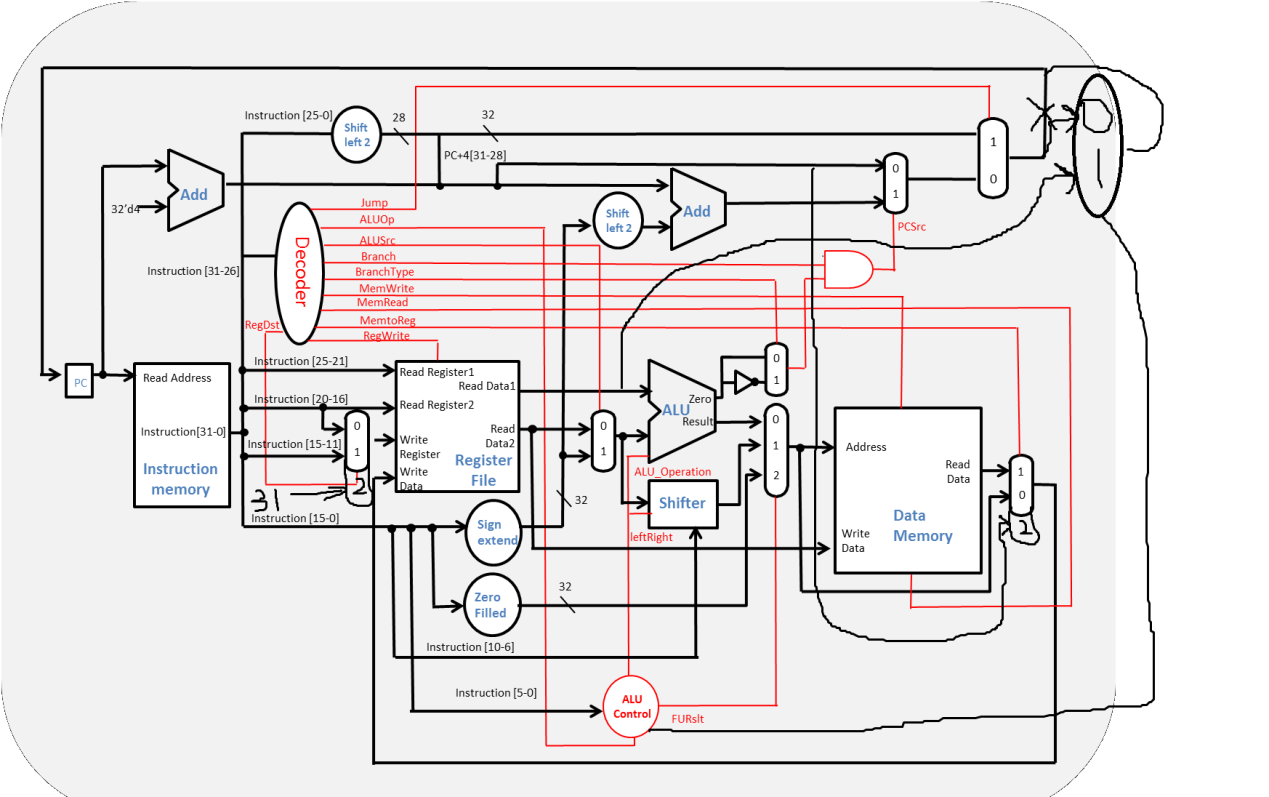 Instruction [25-0]
Shift
left 2
28
32
1
0
0
1
PC+4[31-28]
0
1
Add
32'd4
Shift
left 2
Add
PCSrc
Jump
ALUOp
ALUSrc
Branch
BranchType
MemWrite
MemRead
MemtoReg
RegWrite
Decoder
Instruction [31-26]
RegDst
PC
Read Address
Instruction[31-0]
Instruction
memory
Instruction [25-21]
Instruction [20-16]
Instruction [15-11]
0
1
2
31
Instruction [15-0]
Read Register1
Read Data1
Read Register2
Read
Data2
Write
Register
Write
Data
Register
File
0
1
ALU
Zero
Result
0
1
0
1
2
ALU_Operation
Shifter
leftRight
32
Sign
extend
Zero
Filled
32
Instruction [10-6]
Instruction [5-0]
ALU
Control
FURslt
Address
Read
Data
Write
Data
Data
Memory
1
0
2